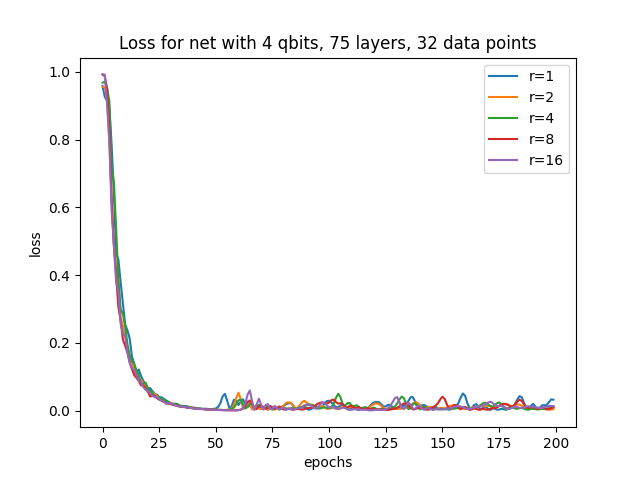 Loss for net with 4 qbits, 75 layers, 32 data points
r=1
r=2
r=4
r=8
r=16
1.0
0.8
0.6
0.4
0.2
0.0
loss
0 25 50 75 100 125 150 175 200
epochs